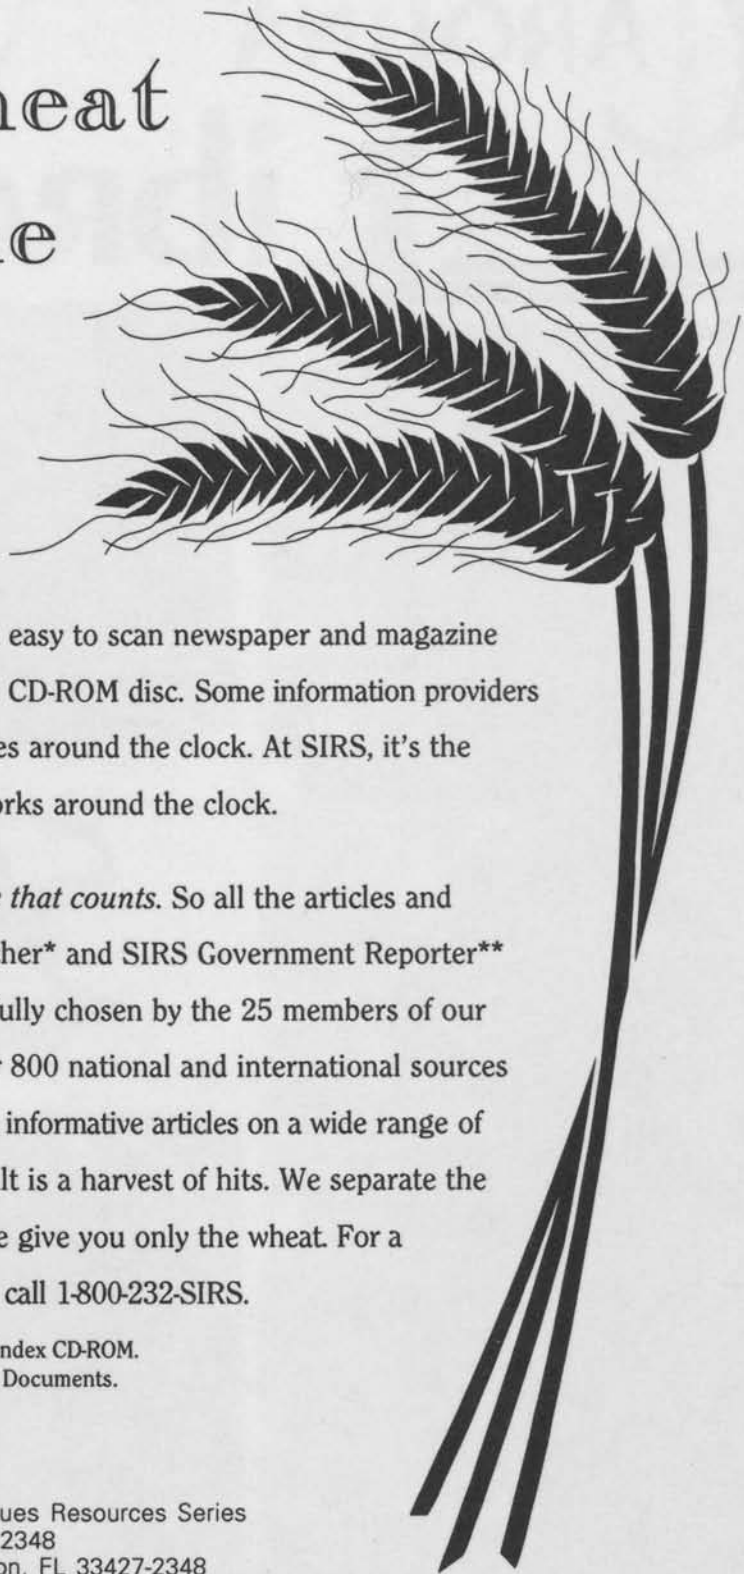 heat
e
easy to scan newspaper and magazine
CD-ROM disc. Some information providers
es around the clock. At SIRS, it's the
orks around the clock.
that counts. So all the articles and
ther* and SIRS Government Reporter**
ully chosen by the 25 members of our
800 national and international sources
informative articles on a wide range of
lt is a harvest of hits. We separate the
e give you only the wheat. For a
call 1-800-232-SIRS.
ndex CD-ROM.
Documents.
ues Resources Series
2348
on, FL 33427-2348